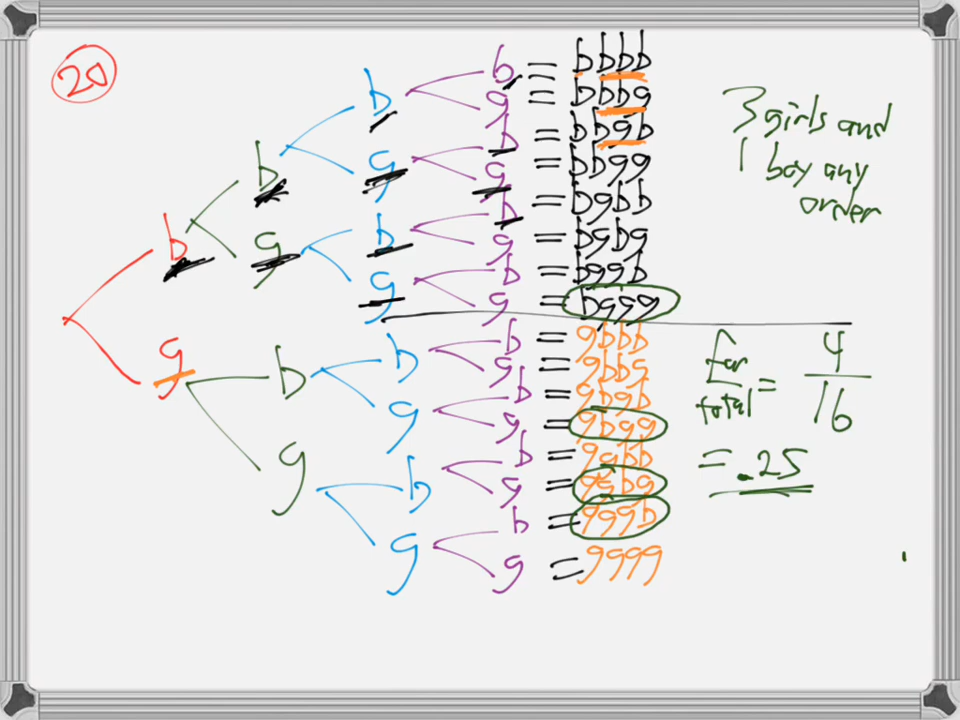 20
b
g
b
g
b
g
b
g
b
g
b
g
b
g
b
g
b = bbbb
g = bbbg
b = bbgb
g = bbgg
b = bgbb
g = bgbg
b = bggb
g = bggg
b = gbbb
g = gbbg
b = gbgb
g = gbgg
b = ggbb
g = ggbg
b = gggb
g = gggg
3 girls and
1 boy any
order
fav
total
= 4
16
= .25